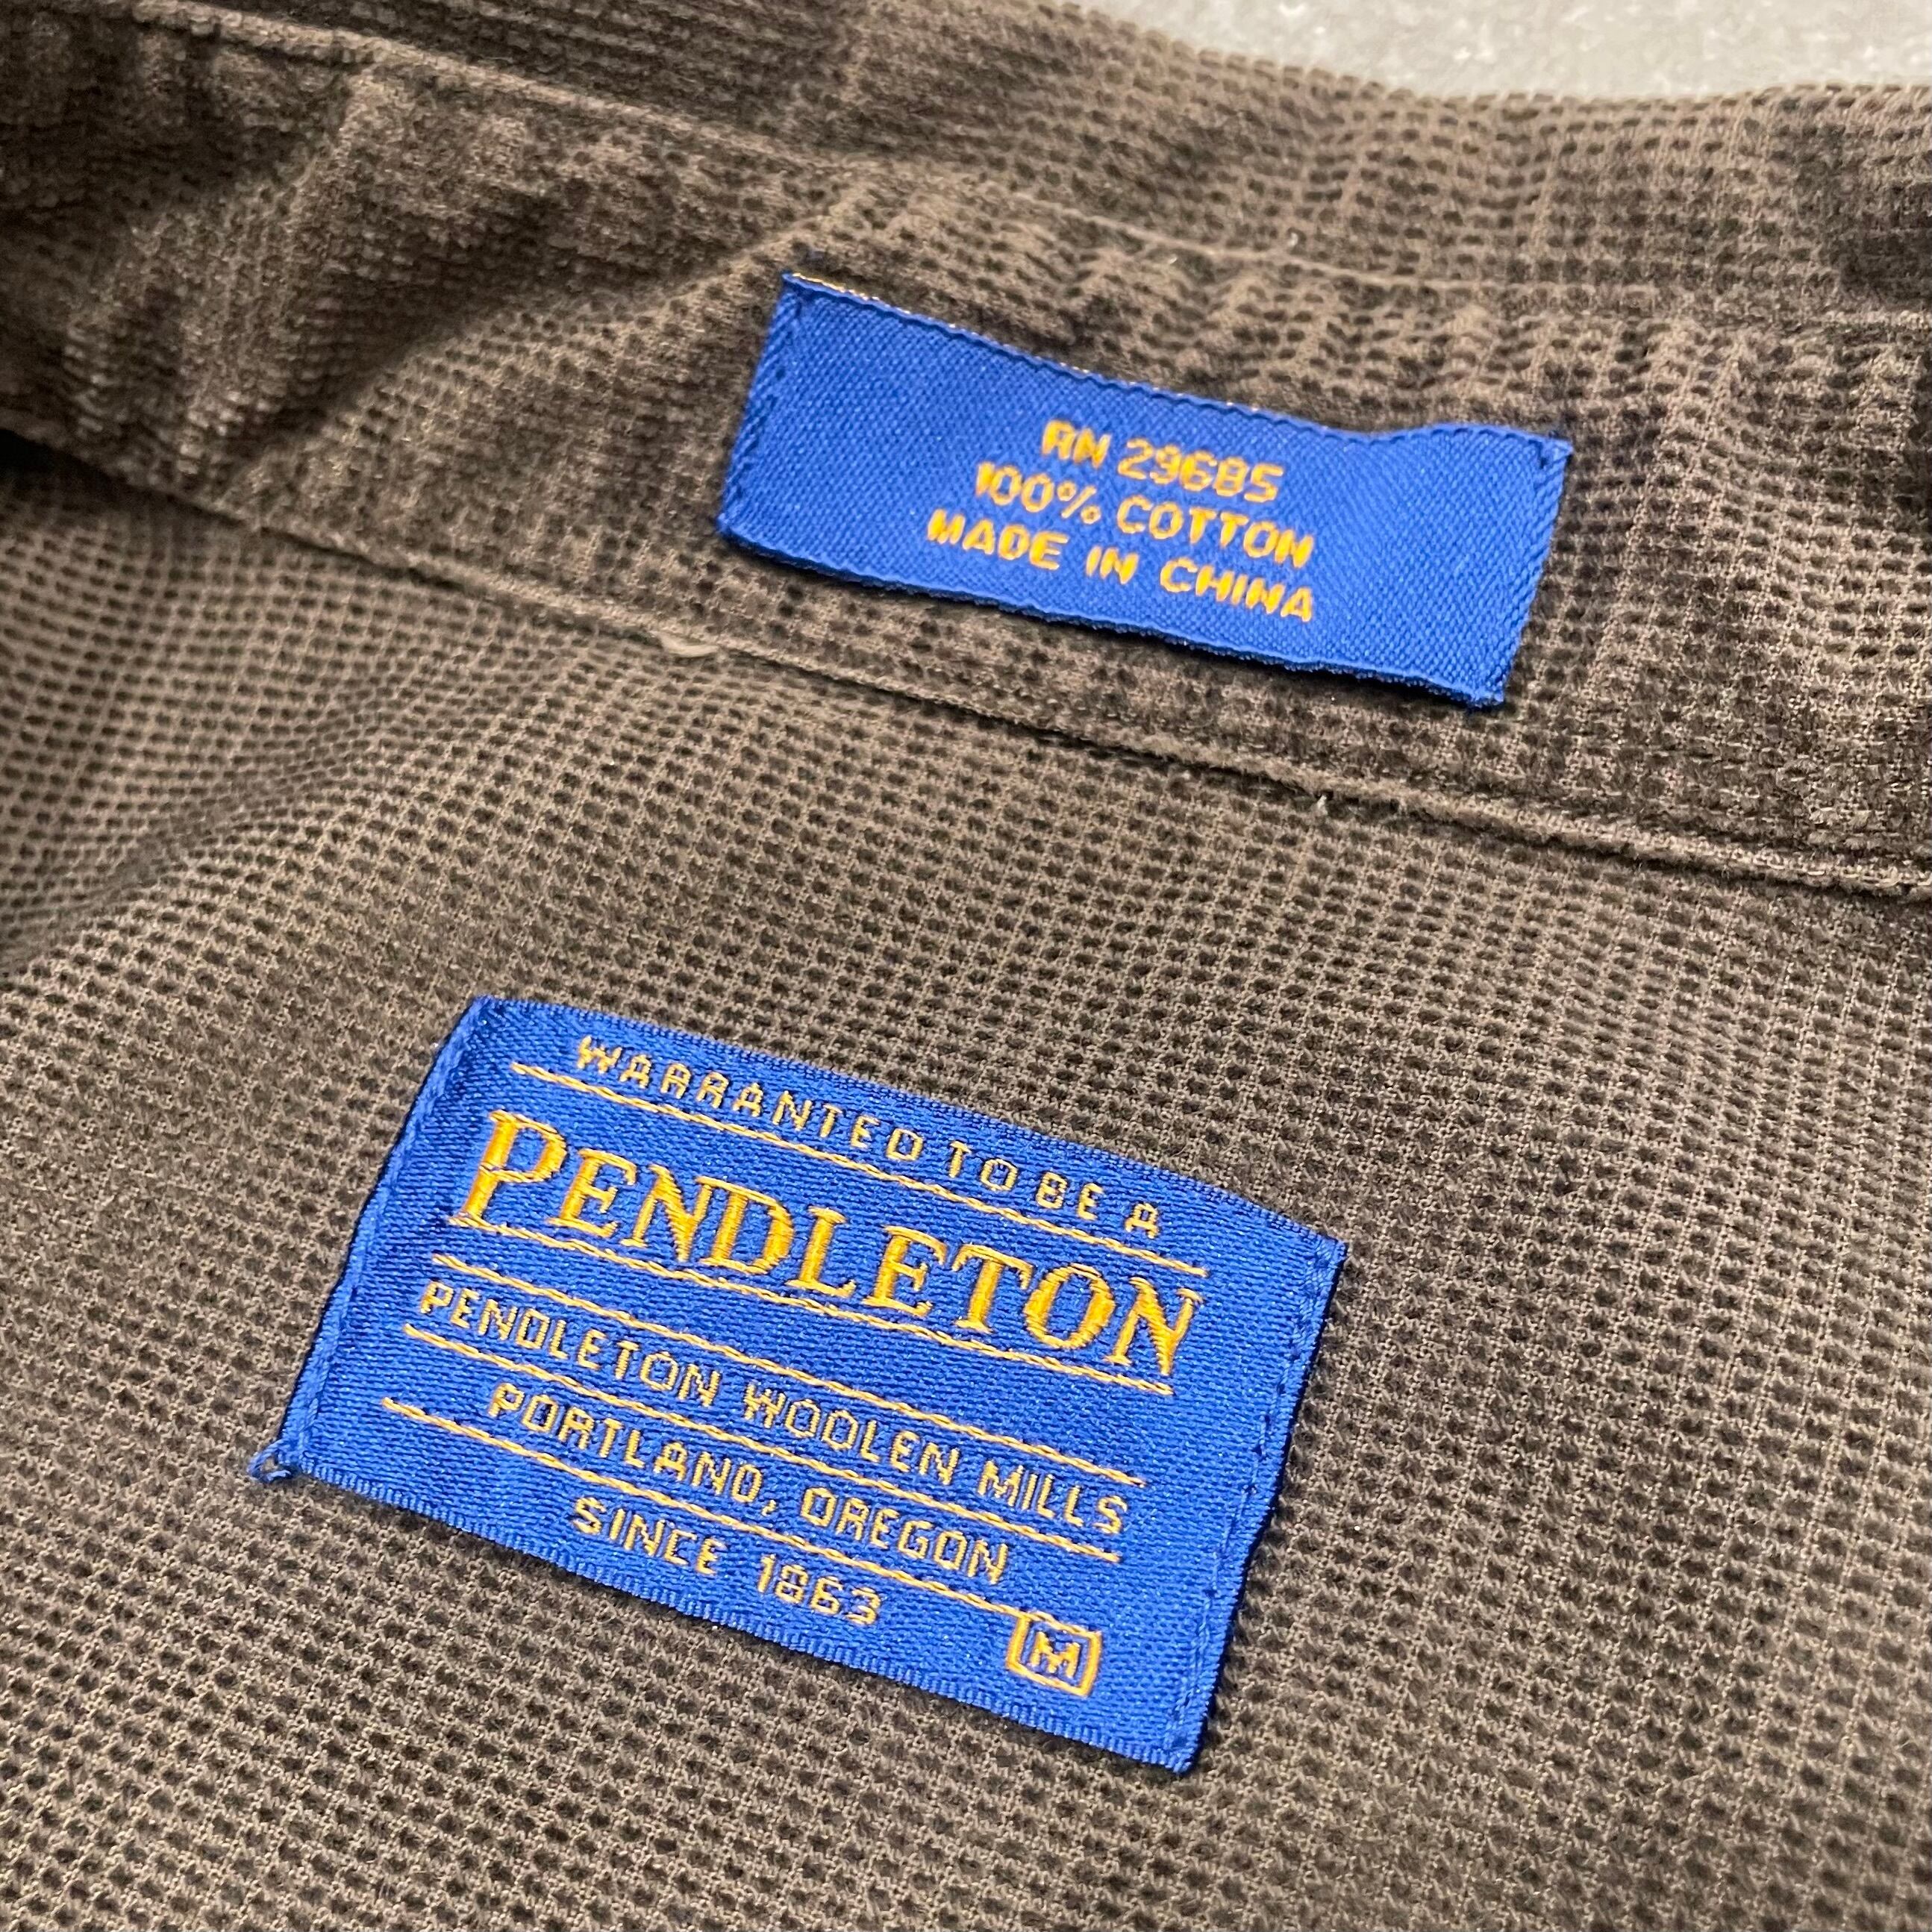 RN 29685
100% COTTON
MADE IN CHINA
WARRANTED TO BE A
PENDLETON
PENDLETON WOOLEN MILLS
PORTLAND, OREGON
SINCE 1863
M